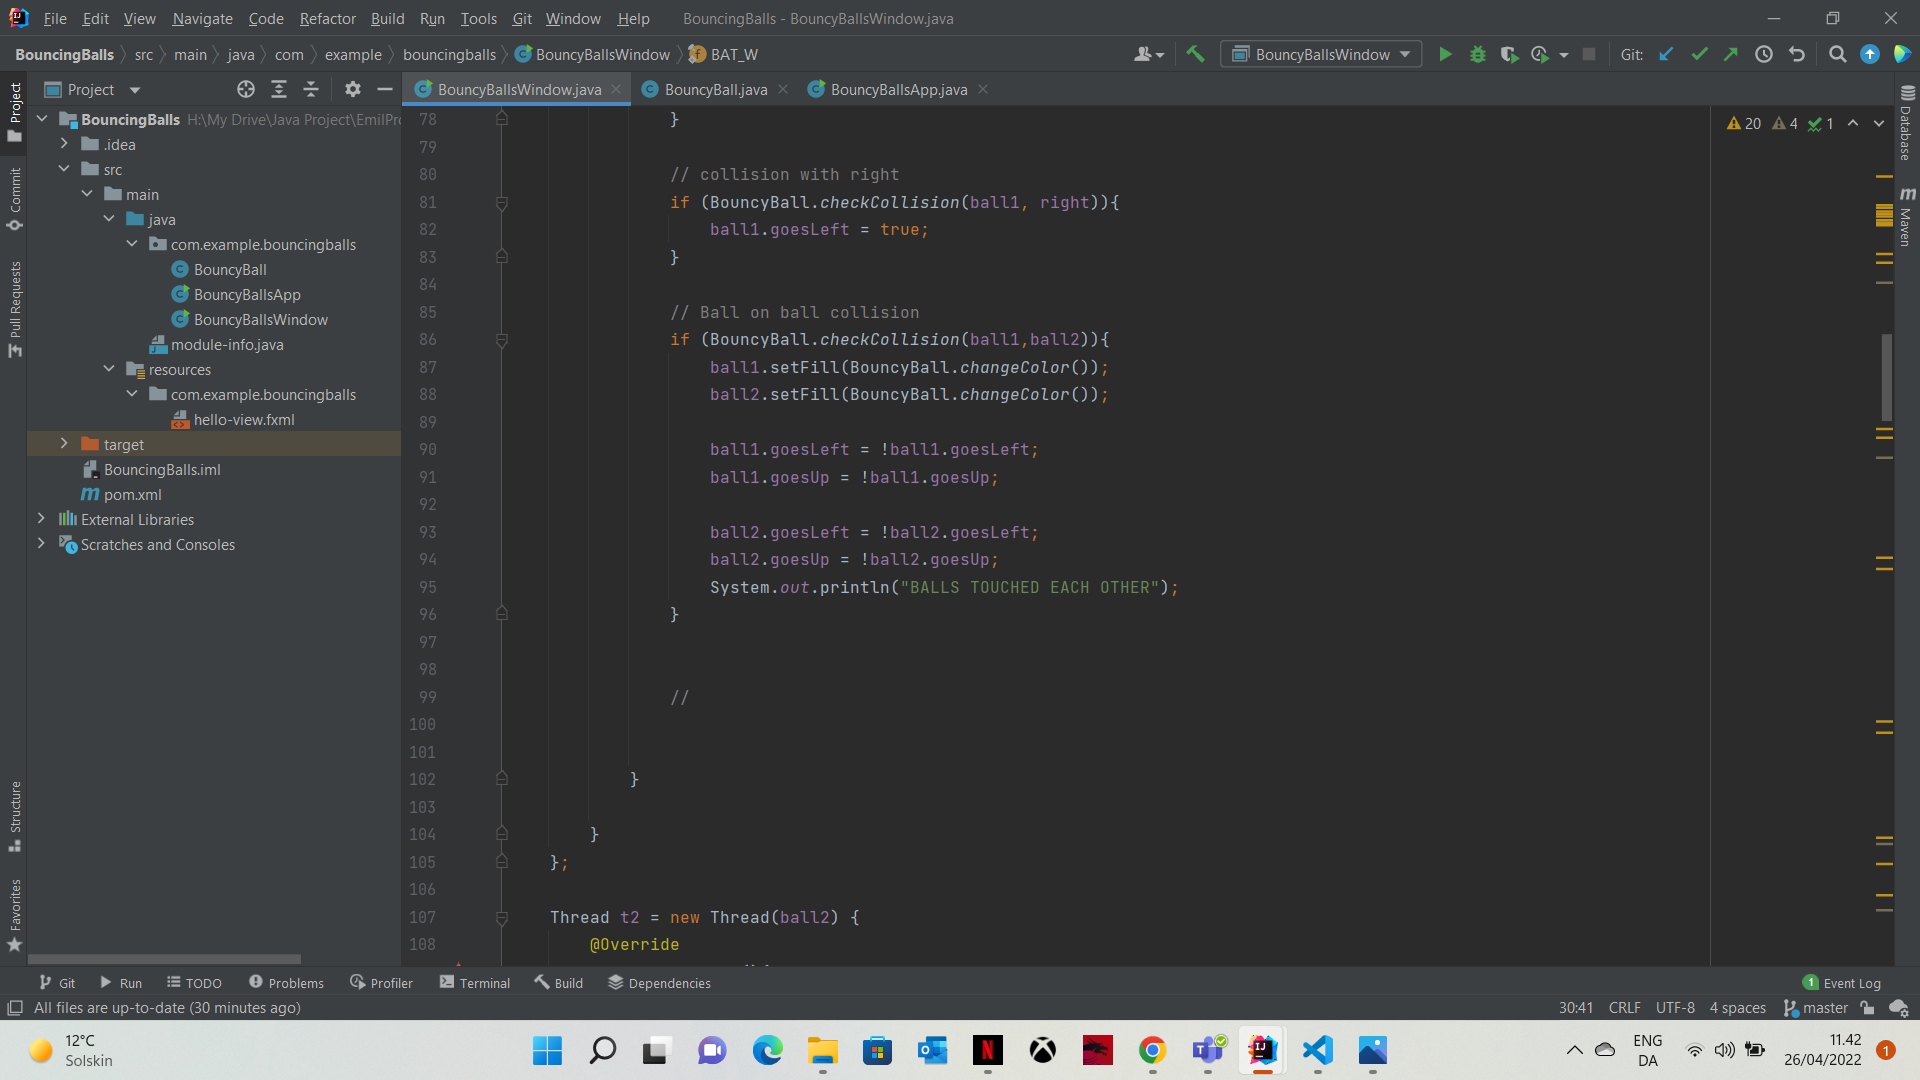 File Edit View Navigate Code Refactor Build Run Tools Git Window Help BouncingBalls - BouncyBallsWindow.java
BouncingBalls src main java com example bouncingballs BouncyBallsWindow BAT_W BouncyBallsWindow Git:
Project BouncyBallsWindow.java BouncyBall.java BouncyBallsApp.java
Project
Commit
Pull Requests
Structure
Favorites
BouncingBalls H:\My Drive\Java Project\EmilPr
.idea
src
main
java
com.example.bouncingballs
BouncyBall
BouncyBallsApp
BouncyBallsWindow
module-info.java
resources
com.example.bouncingballs
hello-view.fxml
target
BouncingBalls.iml
pom.xml
External Libraries
Scratches and Consoles
20 4 1
78 }
79
80 // collision with right
81 if (BouncyBall.checkCollision(ball1, right)){
82 ball1.goesLeft = true;
83 }
84
85 // Ball on ball collision
86 if (BouncyBall.checkCollision(ball1,ball2)){
87 ball1.setFill(BouncyBall.changeColor());
88 ball2.setFill(BouncyBall.changeColor());
89
90 ball1.goesLeft = !ball1.goesLeft;
91 ball1.goesUp = !ball1.goesUp;
92
93 ball2.goesLeft = !ball2.goesLeft;
94 ball2.goesUp = !ball2.goesUp;
95 System.out.println("BALLS TOUCHED EACH OTHER");
96 }
97
98
99 //
100
101
102 }
103
104 }
105 };
106
107 Thread t2 = new Thread(ball2) {
108 @Override
Database
m Maven
Git Run TODO Problems Profiler Terminal Build Dependencies 1 Event Log
All files are up-to-date (30 minutes ago) 30:41 CRLF UTF-8 4 spaces master
12°C
Solskin
ENG
DA
11.42
26/04/2022
1